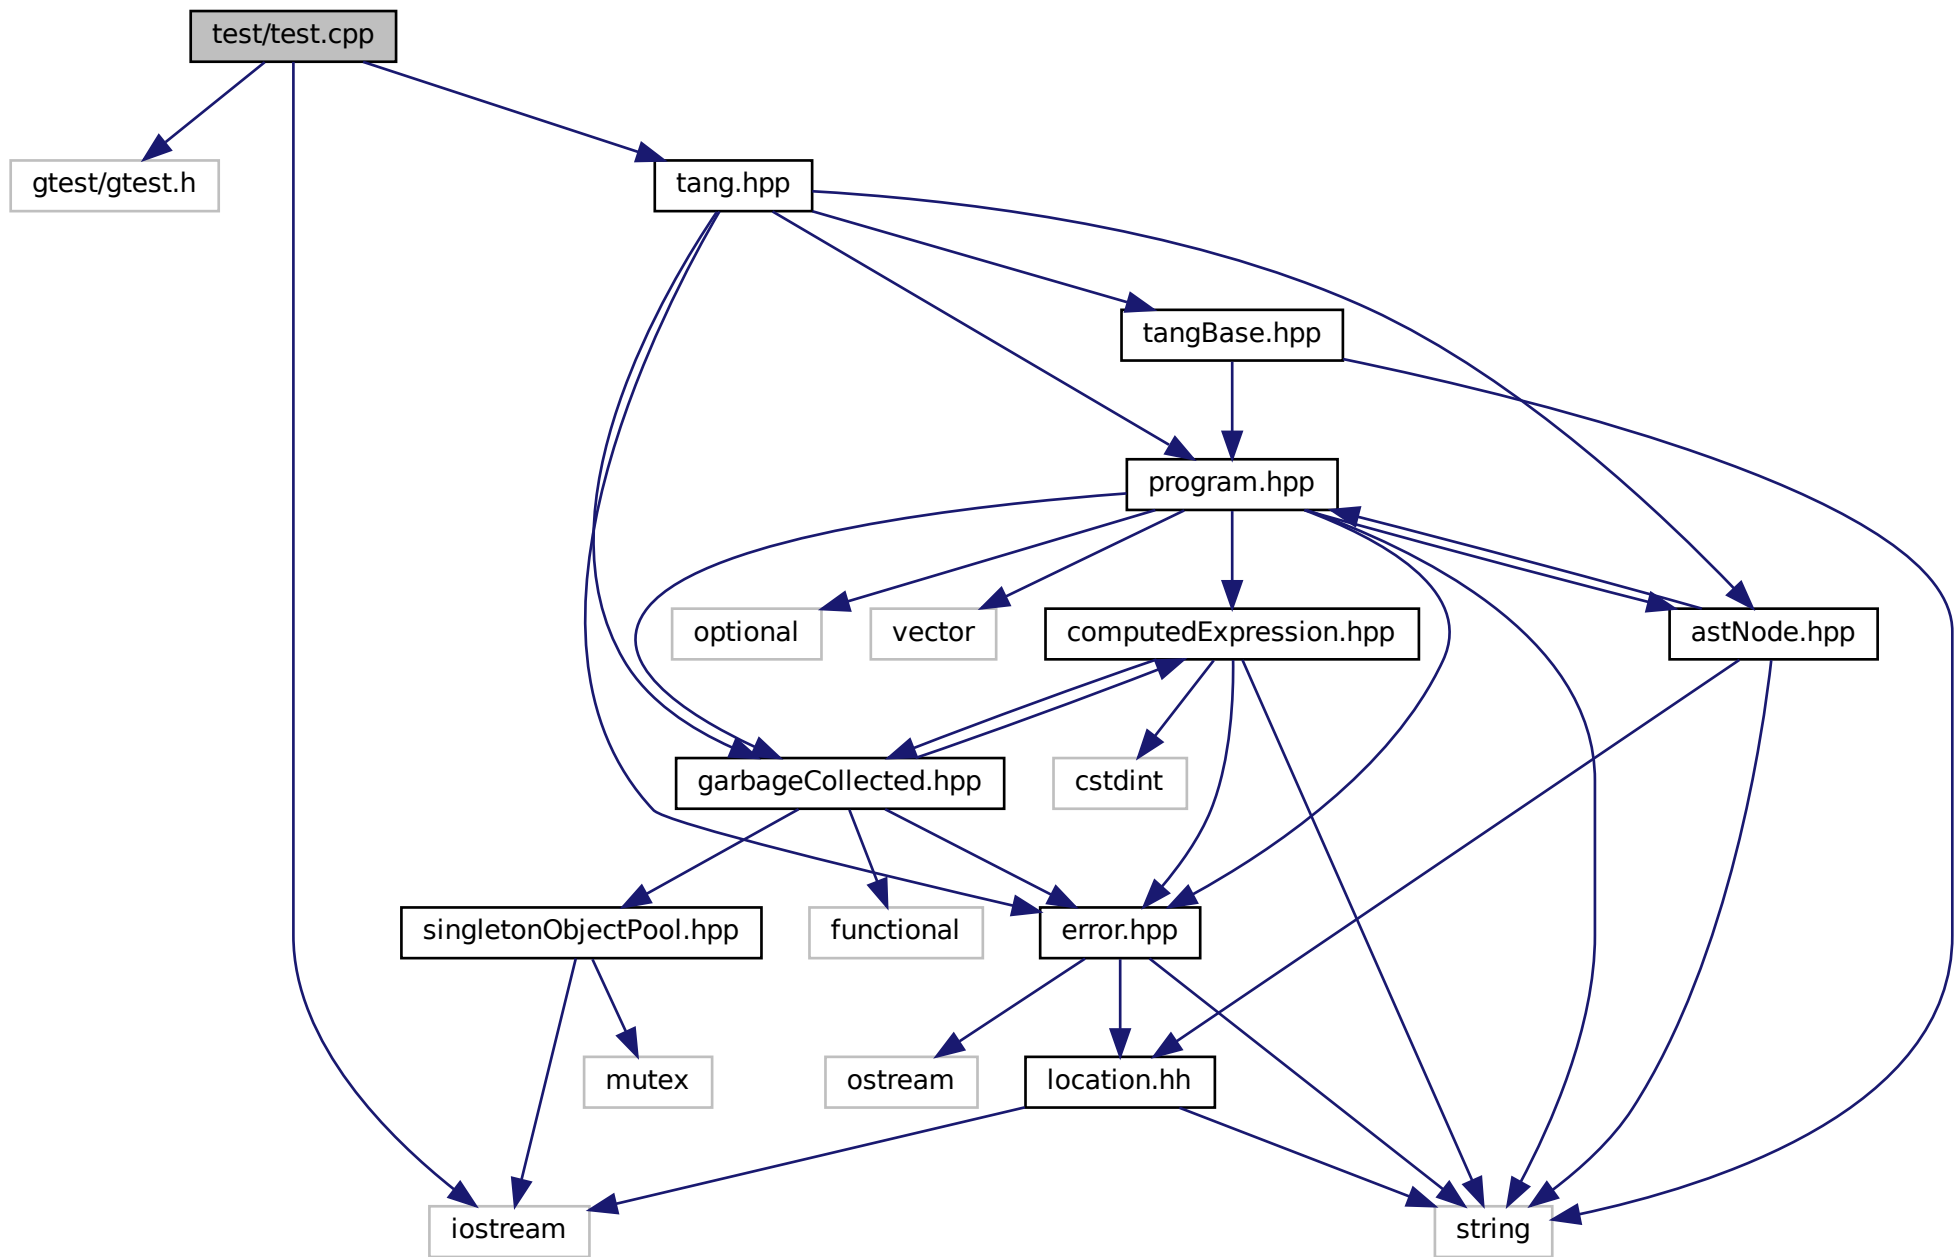 test/test.cpp
gtest/gtest.h
tang.hpp
tangBase.hpp
program.hpp
optional
vector
computedExpression.hpp
astNode.hpp
garbageCollected.hpp
cstdint
singletonObjectPool.hpp
functional
error.hpp
mutex
ostream
location.hh
iostream
string